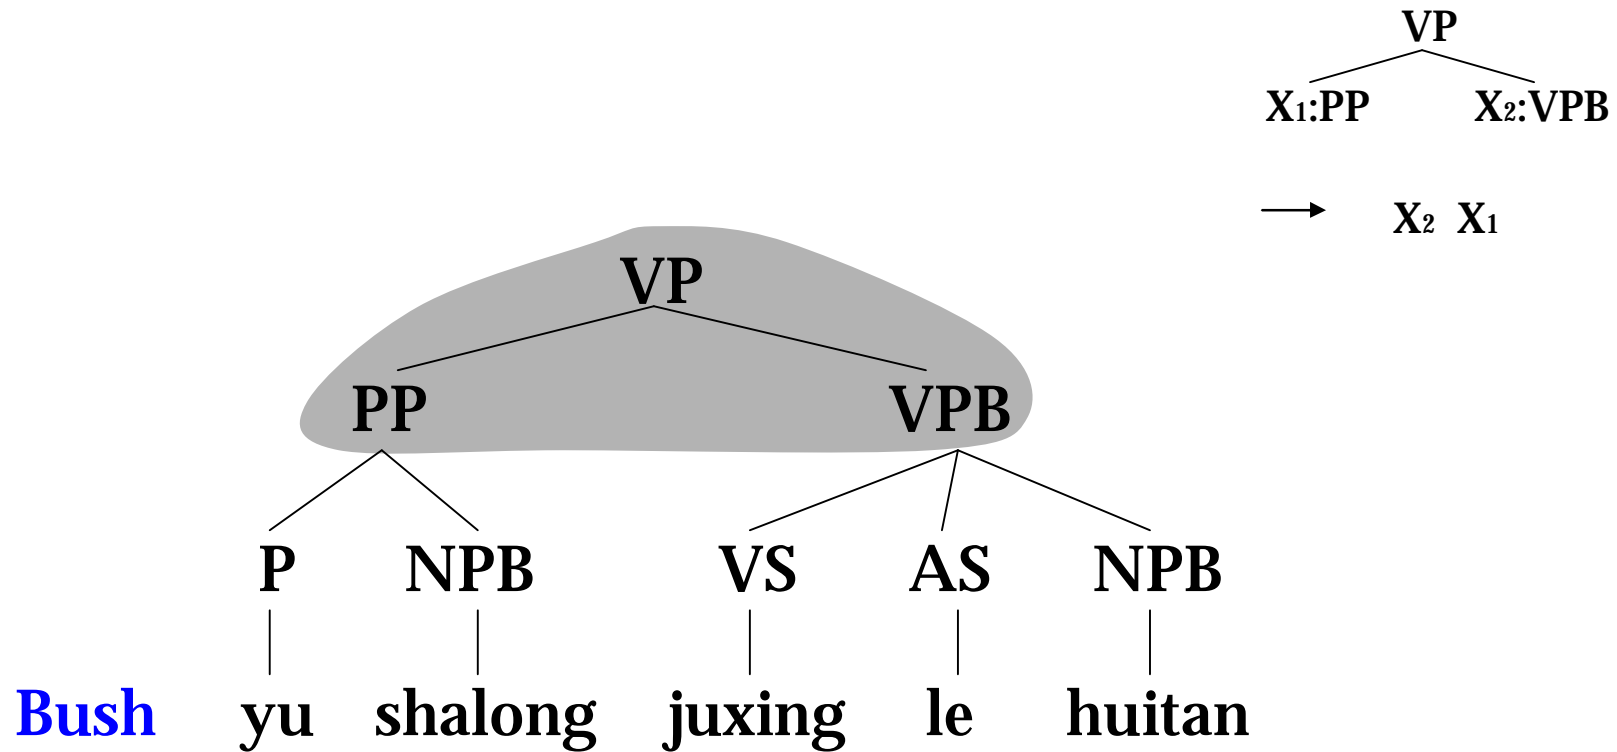 VP
X1:PP X2:VPB
X2 X1
VP
PP VPB
P NPB VS AS NPB
Bush yu shalong juxing le huitan